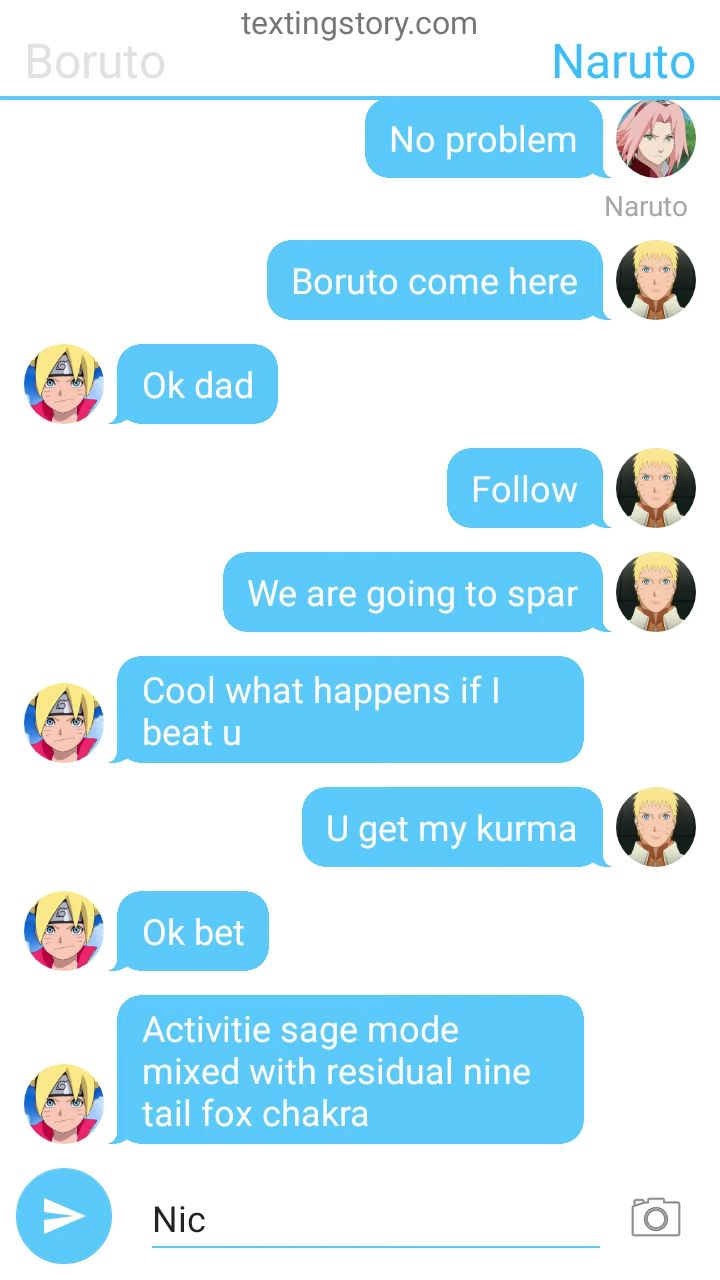 textingstory.com
Boruto
Naruto
No problem
Naruto
Boruto come here
Ok dad
Follow
We are going to spar
Cool what happens if I
beat u
U get my kurma
Ok bet
Activitie sage mode
mixed with residual nine
tail fox chakra
Nic